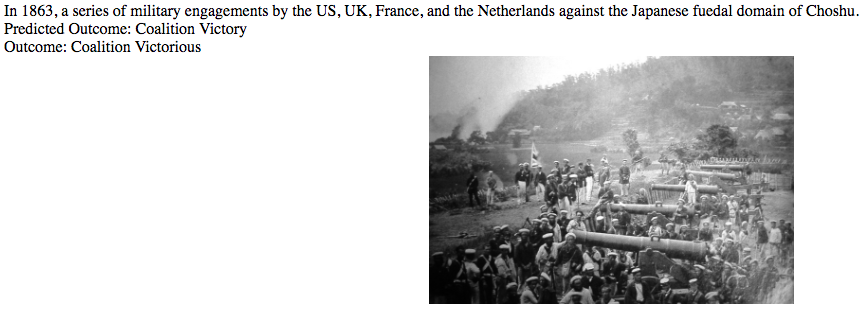 In 1863, a series of military engagements by the US, UK, France, and the Netherlands against the Japanese fuedal domain of Choshu.
Predicted Outcome: Coalition Victory
Outcome: Coalition Victorious